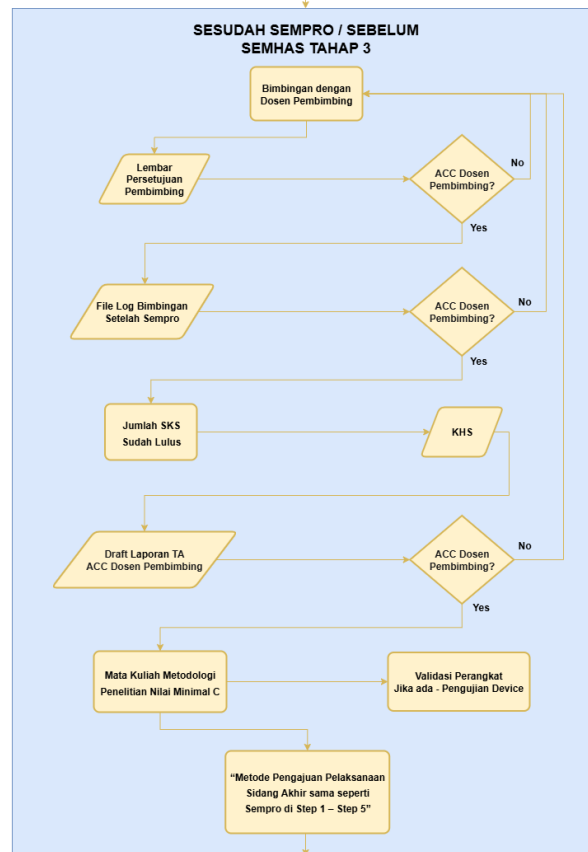 SESUDAH SEMPRO / SEBELUM
SEMHAS TAHAP 3
Bimbingan dengan
Dosen Pembimbing
Lembar
Persetujuan
Pembimbing
ACC Dosen
Pembimbing?
No
Yes
File Log Bimbingan
Setelah Sempro
ACC Dosen
Pembimbing?
No
Yes
Jumlah SKS
Sudah Lulus
KHS
Draft Laporan TA
ACC Dosen Pembimbing
ACC Dosen
Pembimbing?
No
Yes
Mata Kuliah Metodologi
Penelitian Nilai Minimal C
Validasi Perangkat
Jika ada - Pengujian Device
“Metode Pengajuan Pelaksanaan
Sidang Akhir sama seperti
Sempro di Step 1 – Step 5”